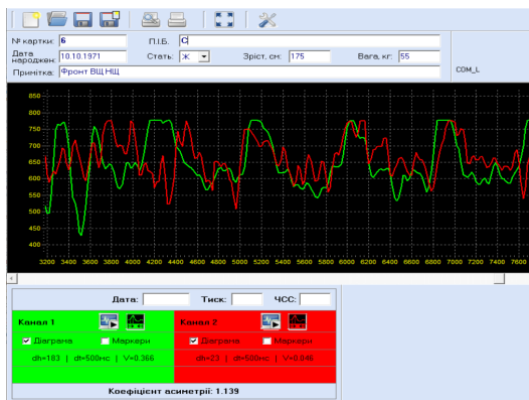 № картки: 6 П.І.Б. С
Дата народжен: 10.10.1971 Стать: Ж Зріст, см: 175 Вага, кг: 55
Примітка: Фронт ВЩ НЩ
COM_L
850
800
750
700
650
600
550
500
450
400
3200 3400 3600 3800 4000 4200 4400 4600 4800 5000 5200 5400 5600 5800 6000 6200 6400 6600 6800 7000 7200 7400 7600
Дата: Тиск: ЧСС:
Канал 1 Канал 2
Діаграма Маркери Діаграма Маркери
dh=183 | dt=500мс | V=0.366 dh=23 | dt=500мс | V=0.046
Коефіцієнт асиметрії: 1.139